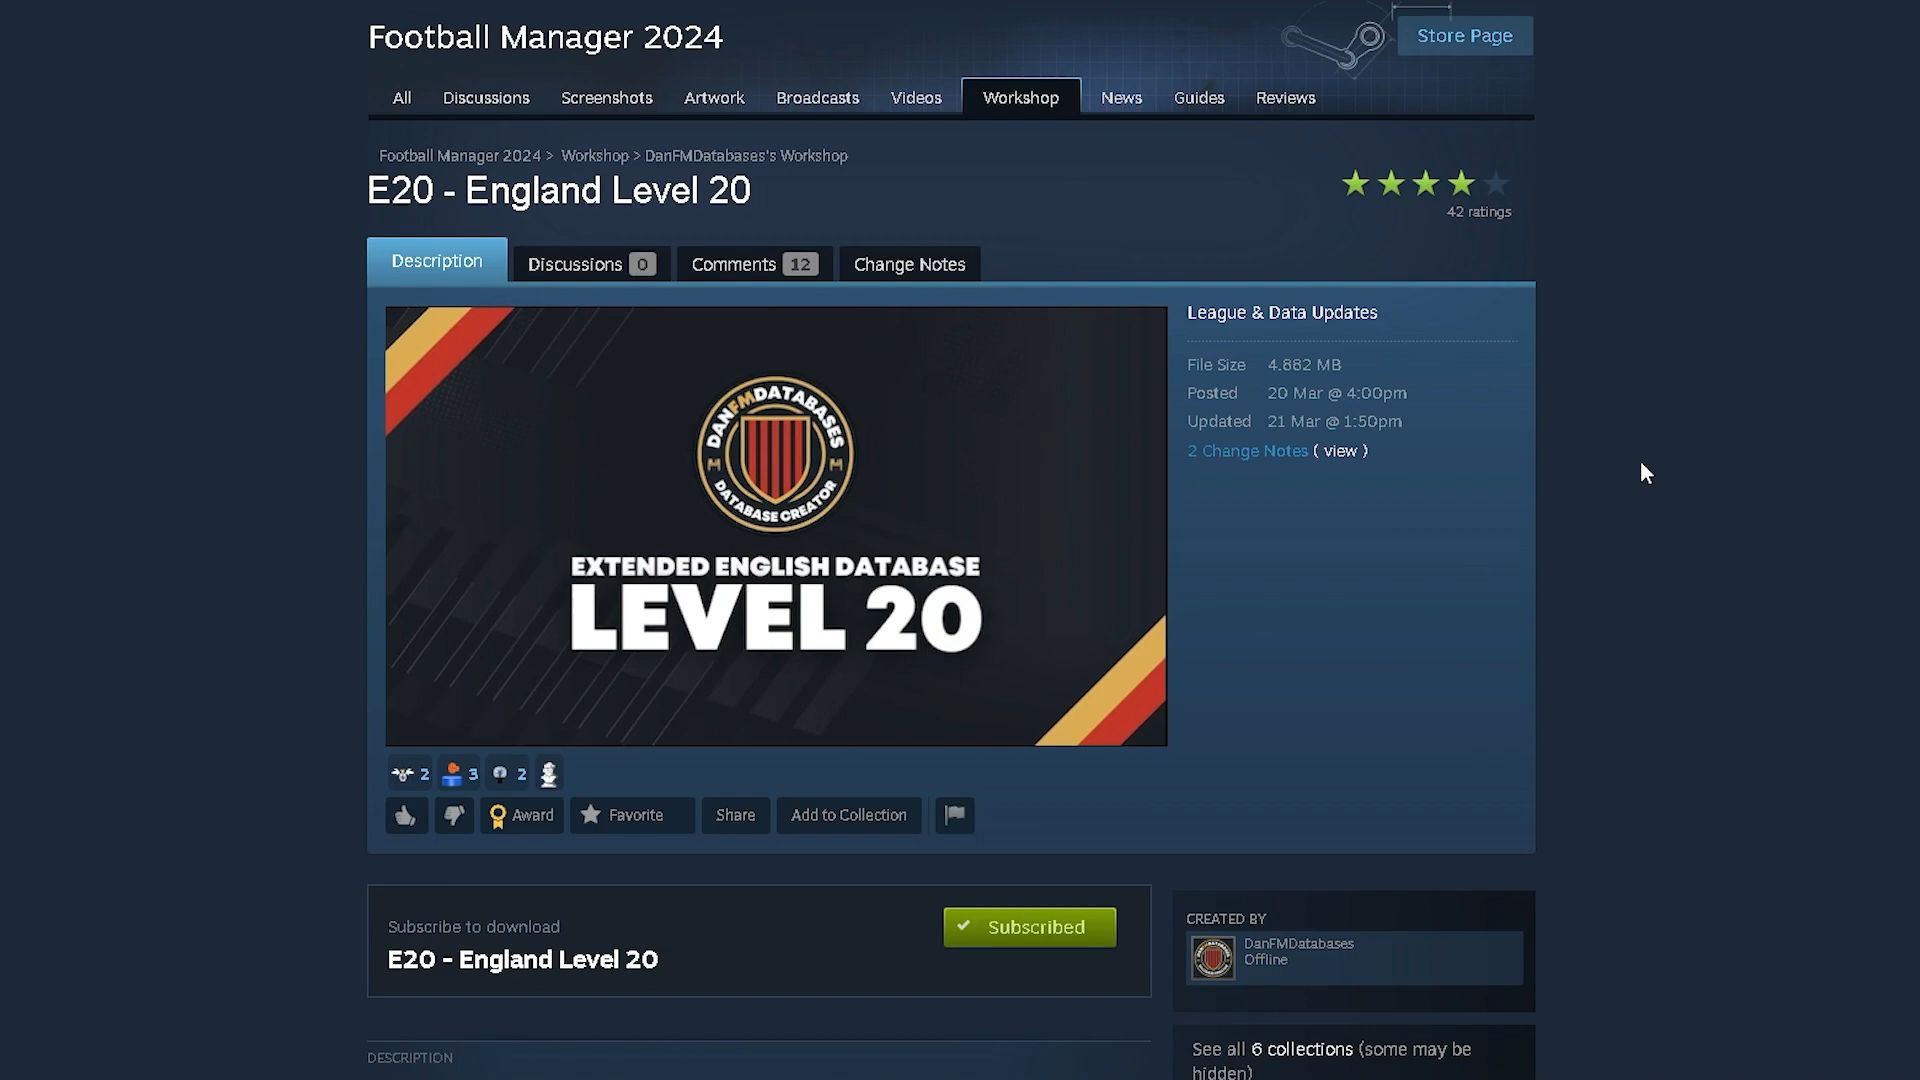 Football Manager 2024
Store Page
All Discussions Screenshots Artwork Broadcasts Videos Workshop News Guides Reviews
Football Manager 2024 > Workshop > DanFMDatabases's Workshop
E20 - England Level 20
42 ratings
Description Discussions 0 Comments 12 Change Notes
DANFMDATABASES
DATABASE CREATOR
EXTENDED ENGLISH DATABASE
LEVEL 20
League & Data Updates
File Size 4.882 MB
Posted 20 Mar @ 4:00pm
Updated 21 Mar @ 1:50pm
2 Change Notes ( view )
2 3 2
Award Favorite Share Add to Collection
Subscribe to download
E20 - England Level 20
Subscribed
CREATED BY
DanFMDatabases
Offline
DESCRIPTION
See all 6 collections (some may be
hidden)